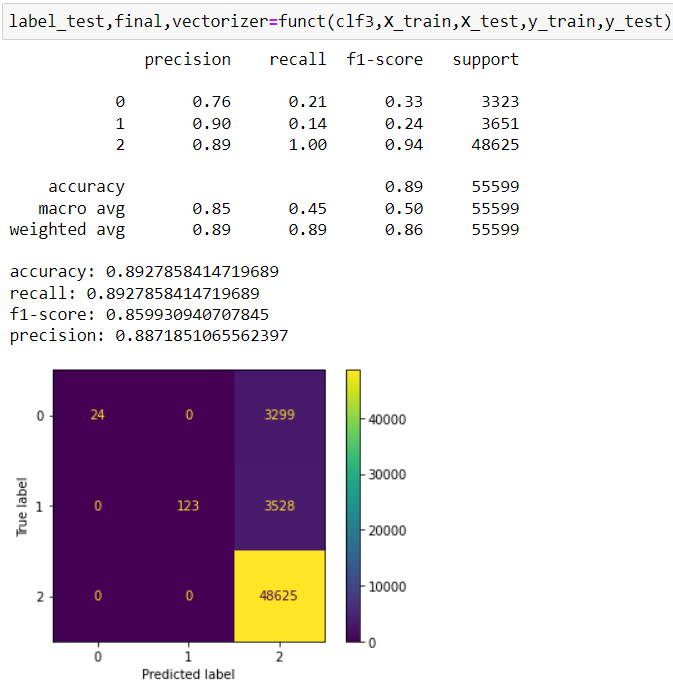 label_test,final,vectorizer=funct(clf3,X_train,X_test,y_train,y_test)
precision recall f1-score support
0 0.76 0.21 0.33 3323
1 0.90 0.14 0.24 3651
2 0.89 1.00 0.94 48625
accuracy 0.89 55599
macro avg 0.85 0.45 0.50 55599
weighted avg 0.89 0.89 0.86 55599
accuracy: 0.8927858414719689
recall: 0.8927858414719689
f1-score: 0.859930940707845
precision: 0.8871851065562397
0 24 0 3299
1 0 123 3528
2 0 0 48625
True label
0 1 2
Predicted label
40000
30000
20000
10000
0